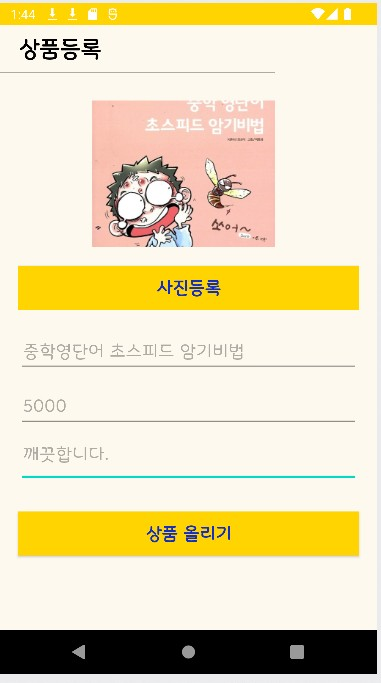 1:44
상품등록
중학 영단어
초스피드 암기비법
쏘어~
사진등록
중학영단어 초스피드 암기비법
5000
깨끗합니다.
상품 올리기